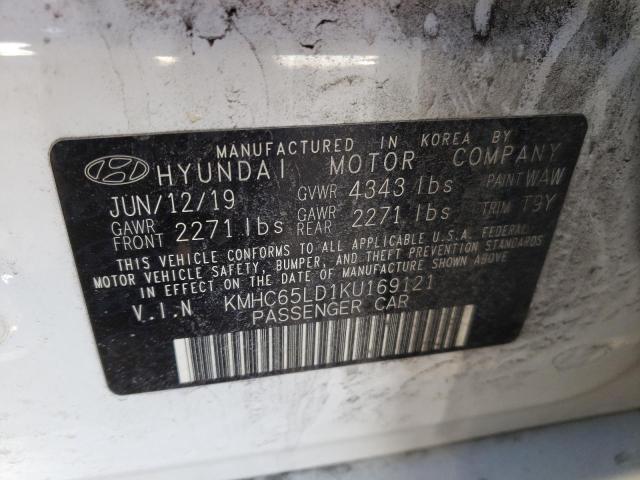 MANUFACTURED IN KOREA BY
HYUNDAI MOTOR COMPANY
JUN/12/19 GVWR 4343 lbs PAINT WAW
GAWR FRONT 2271 lbs GAWR REAR 2271 lbs TRIM T9Y
THIS VEHICLE CONFORMS TO ALL APPLICABLE U.S.A. FEDERAL
MOTOR VEHICLE SAFETY, BUMPER, AND THEFT PREVENTION STANDARDS
IN EFFECT ON THE DATE OF MANUFACTURE SHOWN ABOVE.
V.I.N KMHC65LD1KU169121
PASSENGER CAR